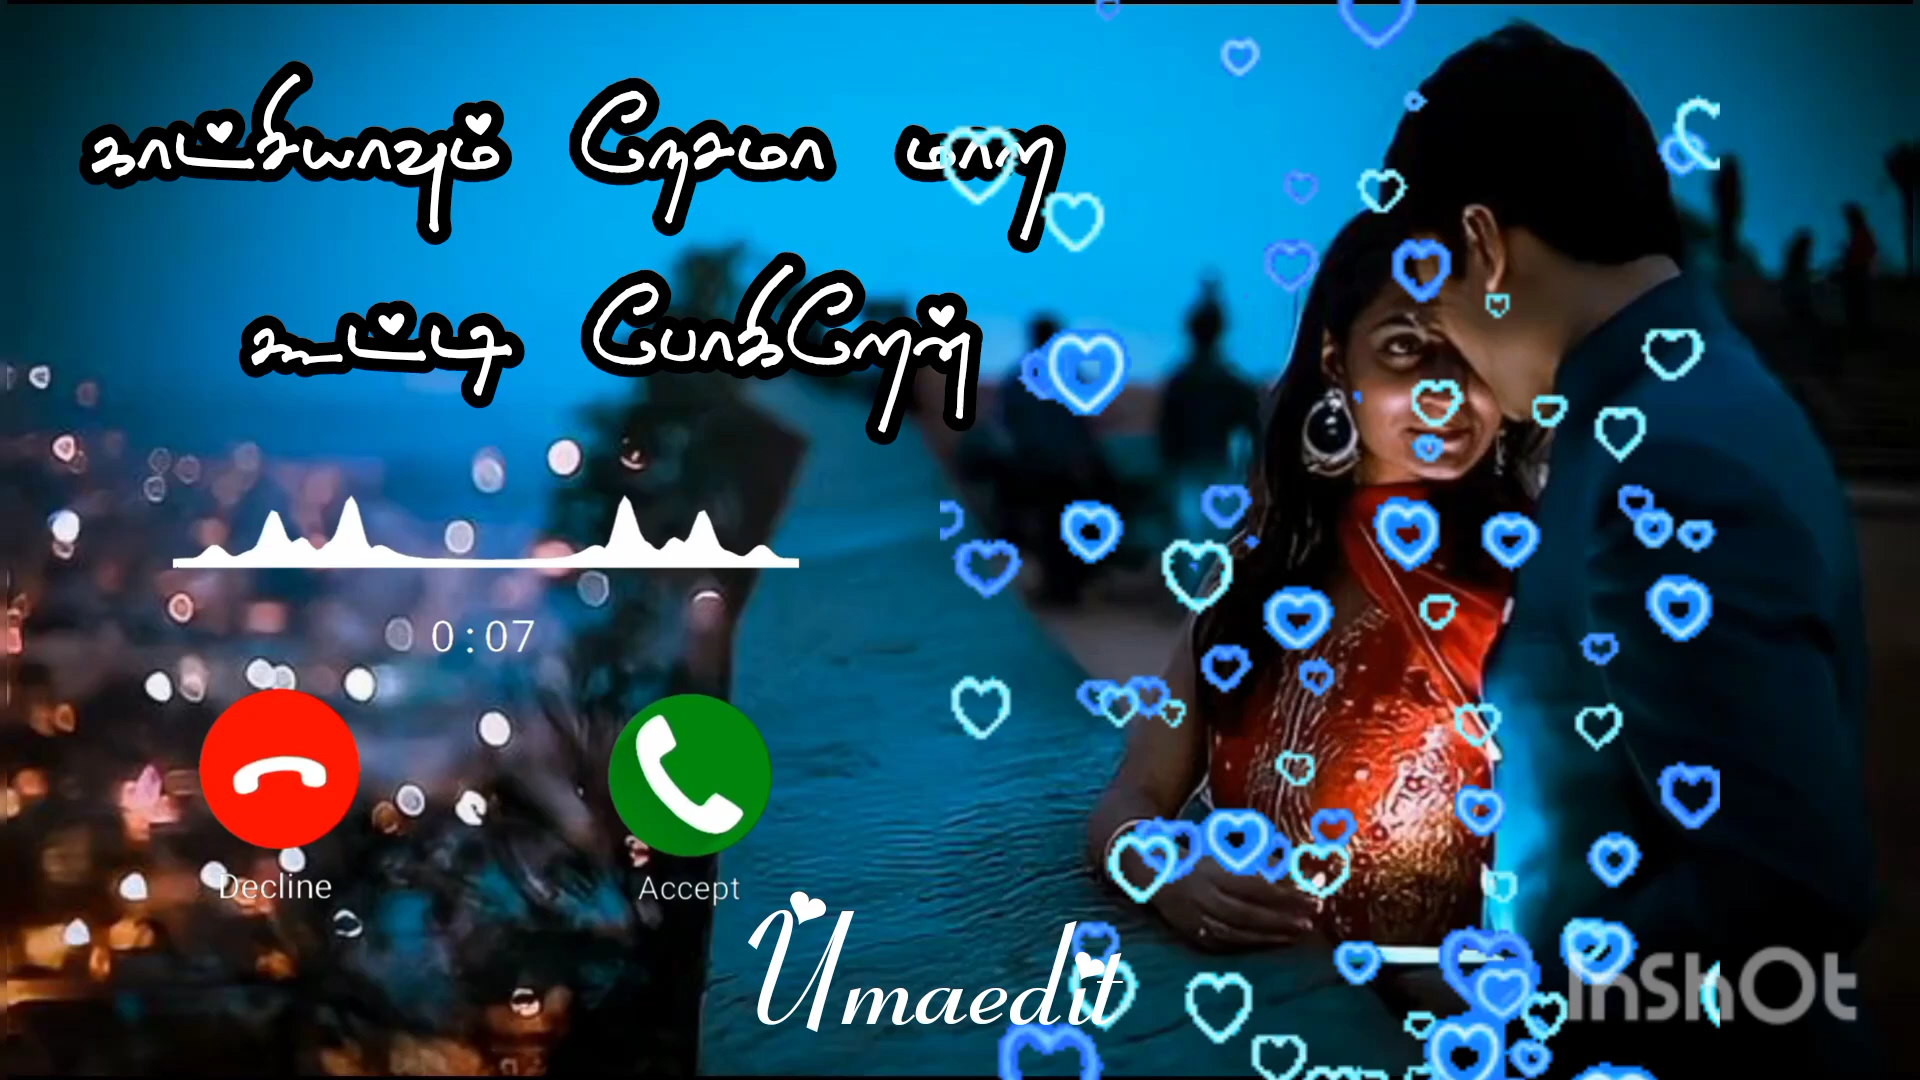 காட்சியாவும் நேசமா மாற
கூட்டி போகிறேன்
0:07
Decline
Accept
Umaedit
InShOt